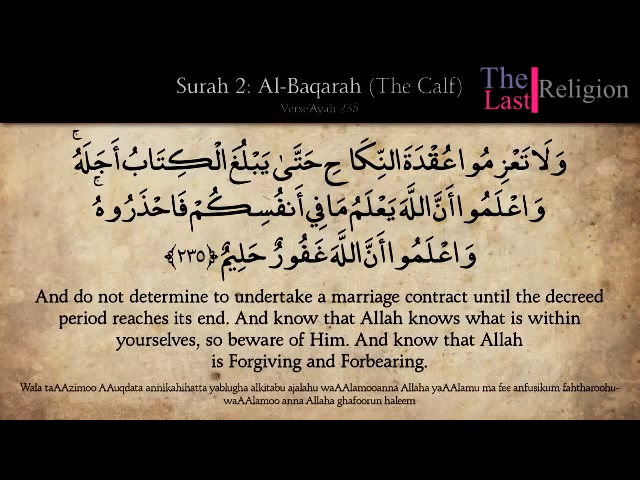 Surah 2: Al-Baqarah (The Calf)
The Last Religion
Verse/Ayah 235
وَلَا تَعْزِمُوا عُقْدَةَ النِّكَاحِ حَتَّىٰ يَبْلُغَ الْكِتَابُ أَجَلَهُ ۚ
وَاعْلَمُوا أَنَّ اللَّهَ يَعْلَمُ مَا فِي أَنفُسِكُمْ فَاحْذَرُوهُ ۚ
وَاعْلَمُوا أَنَّ اللَّهَ غَفُورٌ حَلِيمٌ ﴿٢٣٥﴾
And do not determine to undertake a marriage contract until the decreed
period reaches its end. And know that Allah knows what is within
yourselves, so beware of Him. And know that Allah
is Forgiving and Forbearing.
Wala taAAzimoo AAuqdata annikahihatta yablugha alkitabu ajalahu waAAlamooanna Allaha yaAAlamu ma fee anfusikum fahtharoohu-
waAAlamoo anna Allaha ghafoorun haleem